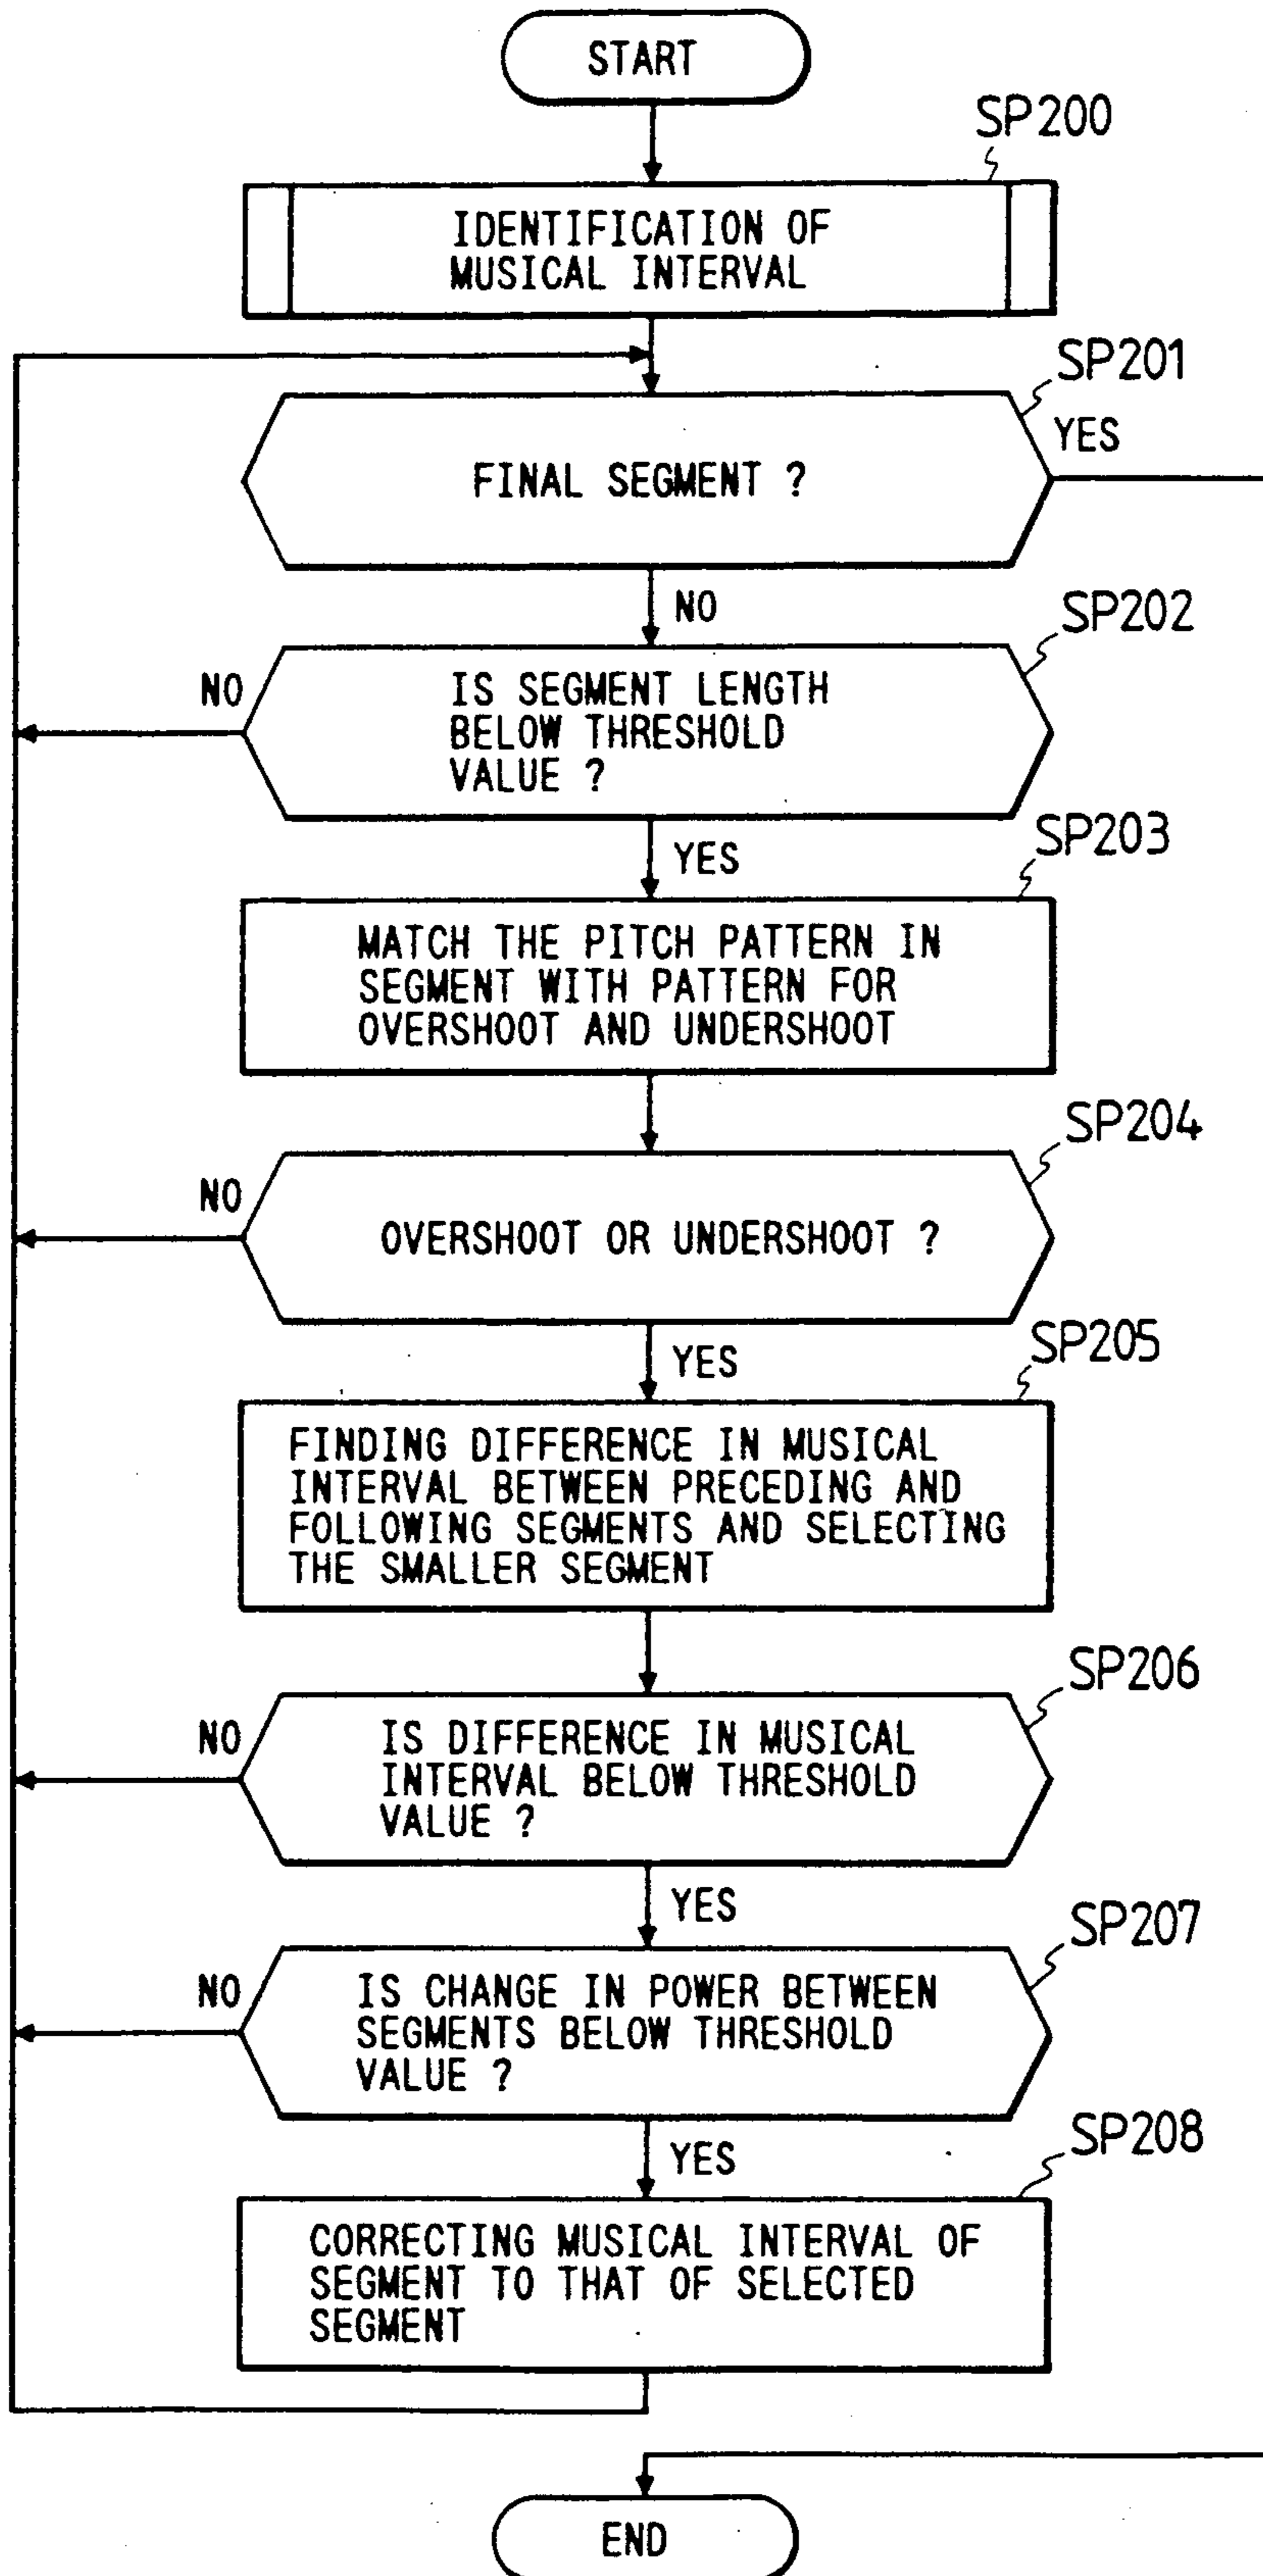 START
SP200
IDENTIFICATION OF
MUSICAL INTERVAL
SP201
YES
FINAL SEGMENT ?
NO
SP202
NO
IS SEGMENT LENGTH
BELOW THRESHOLD
VALUE ?
YES
SP203
MATCH THE PITCH PATTERN IN
SEGMENT WITH PATTERN FOR
OVERSHOOT AND UNDERSHOOT
SP204
NO
OVERSHOOT OR UNDERSHOOT ?
YES
SP205
FINDING DIFFERENCE IN MUSICAL
INTERVAL BETWEEN PRECEDING AND
FOLLOWING SEGMENTS AND SELECTING
THE SMALLER SEGMENT
SP206
NO
IS DIFFERENCE IN MUSICAL
INTERVAL BELOW THRESHOLD
VALUE ?
YES
SP207
NO
IS CHANGE IN POWER BETWEEN
SEGMENTS BELOW THRESHOLD
VALUE ?
YES
SP208
CORRECTING MUSICAL INTERVAL OF
SEGMENT TO THAT OF SELECTED
SEGMENT
END